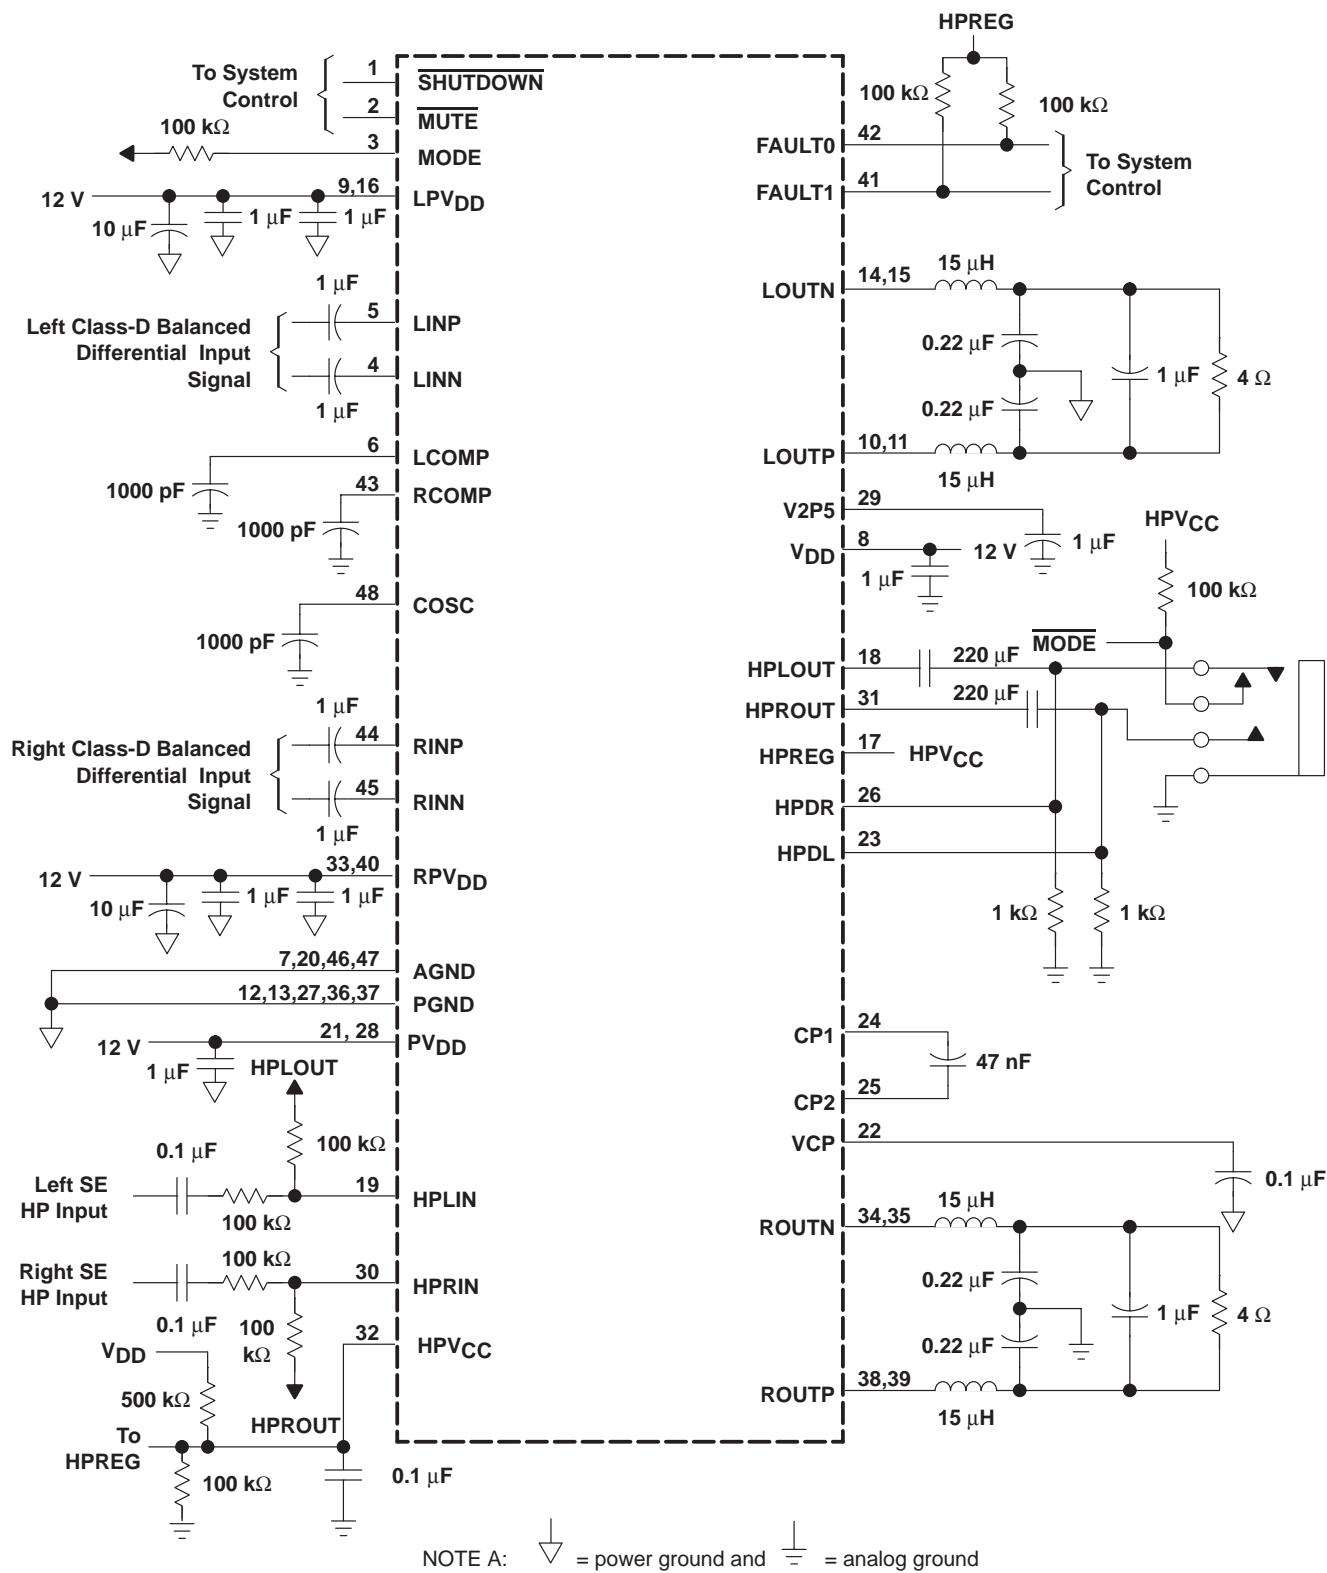 HPREG
To System
Control
1
SHUTDOWN
2
MUTE
100 kΩ
3
MODE
100 kΩ
100 kΩ
42
FAULT0
41
FAULT1
To System
Control
12 V
9,16
LPVDD
10 μF
1 μF
1 μF
1 μF
5
LINP
Left Class-D Balanced
Differential Input
Signal
4
LINN
1 μF
15 μH
14,15
LOUTN
0.22 μF
0.22 μF
1 μF
4 Ω
10,11
LOUTP
15 μH
6
LCOMP
1000 pF
43
RCOMP
1000 pF
29
V2P5
1 μF
8
VDD
12 V
1 μF
HPVCC
100 kΩ
48
COSC
1000 pF
MODE
18
HPLOUT
220 μF
31
HPROUT
220 μF
17
HPREG
HPVCC
26
HPDR
23
HPDL
1 kΩ
1 kΩ
1 μF
44
RINP
Right Class-D Balanced
Differential Input
Signal
45
RINN
1 μF
12 V
33,40
RPVDD
10 μF
1 μF
1 μF
7,20,46,47
AGND
12,13,27,36,37
PGND
12 V
21, 28
PVDD
1 μF
HPLOUT
100 kΩ
24
CP1
47 nF
25
CP2
22
VCP
0.1 μF
0.1 μF
Left SE
HP Input
100 kΩ
19
HPLIN
Right SE
HP Input
100 kΩ
30
HPRIN
0.1 μF
100
kΩ
HPROUT
32
HPVCC
VDD
500 kΩ
To
HPREG
100 kΩ
0.1 μF
15 μH
34,35
ROUTN
0.22 μF
0.22 μF
1 μF
4 Ω
38,39
ROUTP
15 μH
NOTE A: = power ground and = analog ground